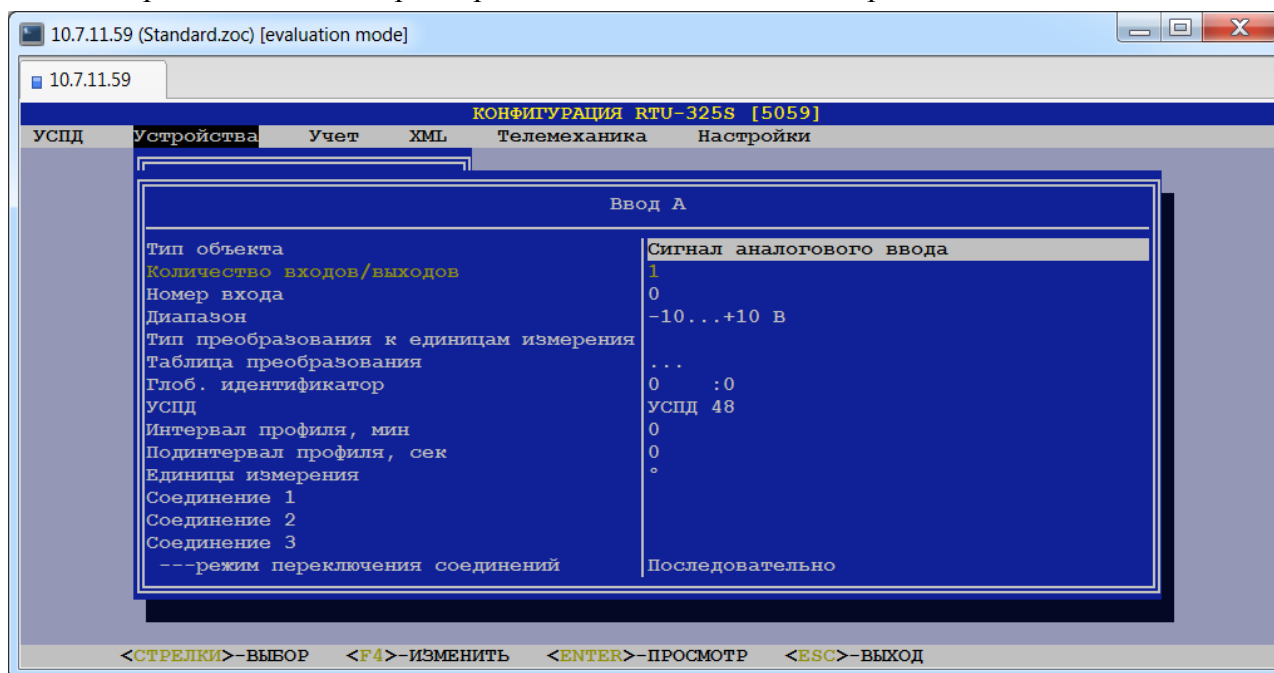 10.7.11.59 (Standard.zoc) [evaluation mode]
10.7.11.59
КОНФИГУРАЦИЯ RTU-325S [5059]
УСПД Устройства Учет XML Телемеханика Настройки
Ввод А
Тип объекта Сигнал аналогового ввода
Количество входов/выходов 1
Номер входа 0
Диапазон -10...+10 В
Тип преобразования к единицам измерения
Таблица преобразования ...
Глоб. идентификатор 0 :0
УСПД УСПД 48
Интервал профиля, мин 0
Подинтервал профиля, сек 0
Единицы измерения °
Соединение 1
Соединение 2
Соединение 3
---режим переключения соединений Последовательно
<СТРЕЛКИ>-ВЫБОР <F4>-ИЗМЕНИТЬ <ENTER>-ПРОСМОТР <ESC>-ВЫХОД